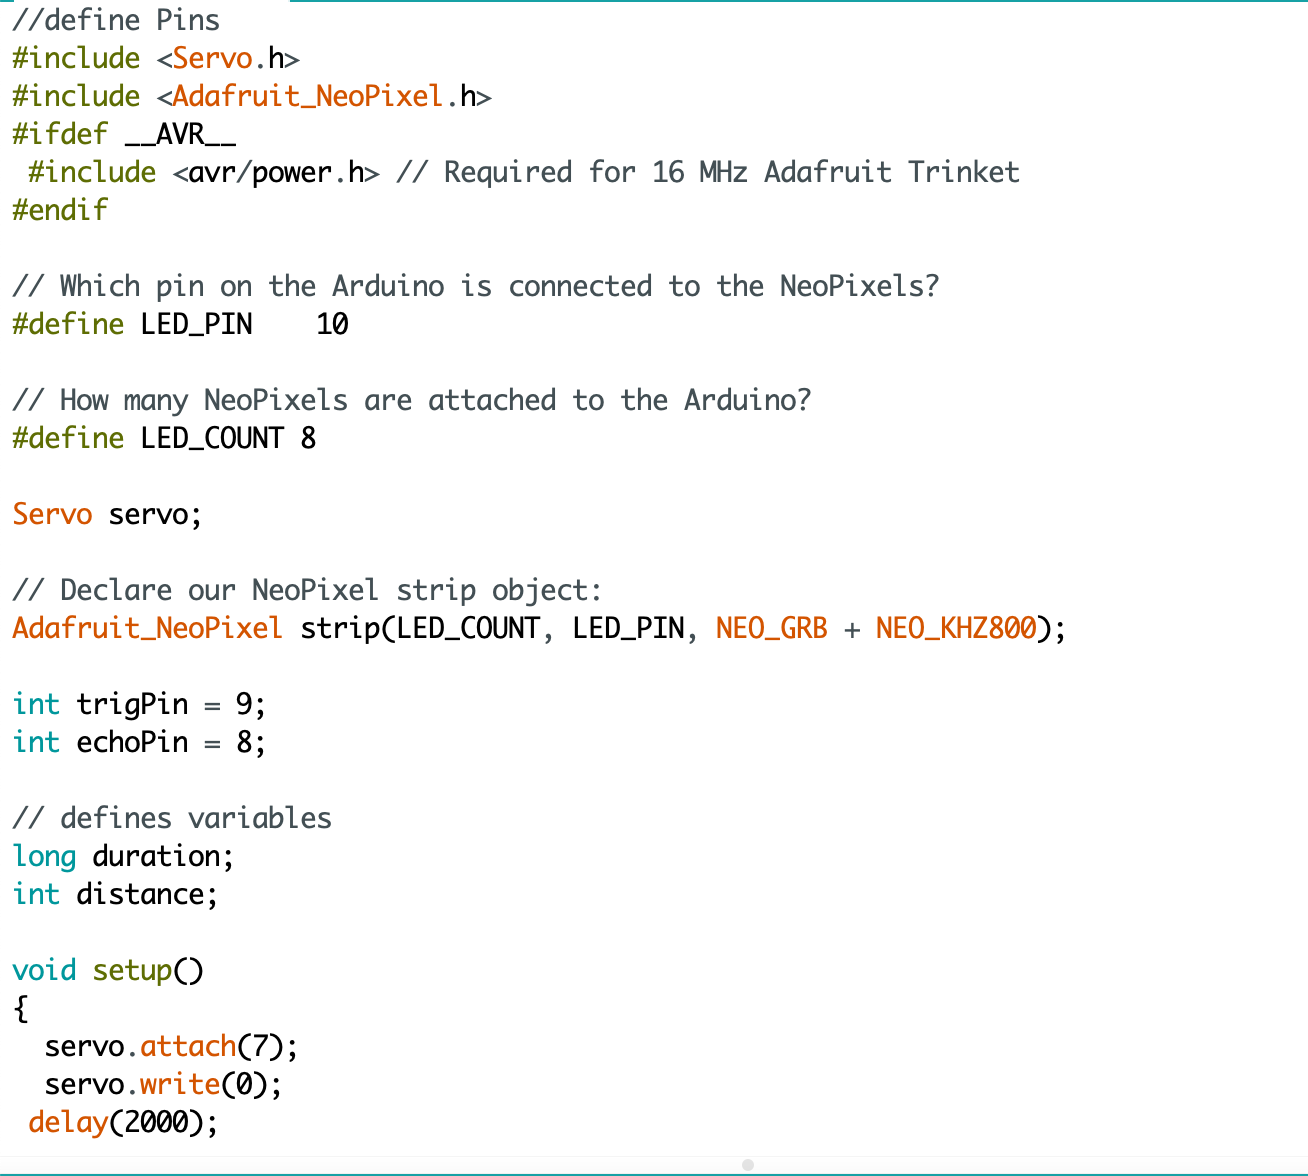 //define Pins
#include <Servo.h>
#include <Adafruit_NeoPixel.h>
#ifdef __AVR__
 #include <avr/power.h> // Required for 16 MHz Adafruit Trinket
#endif

// Which pin on the Arduino is connected to the NeoPixels?
#define LED_PIN    10

// How many NeoPixels are attached to the Arduino?
#define LED_COUNT 8

Servo servo;

// Declare our NeoPixel strip object:
Adafruit_NeoPixel strip(LED_COUNT, LED_PIN, NEO_GRB + NEO_KHZ800);

int trigPin = 9;
int echoPin = 8;

// defines variables
long duration;
int distance;

void setup()
{
  servo.attach(7);
  servo.write(0);
 delay(2000);